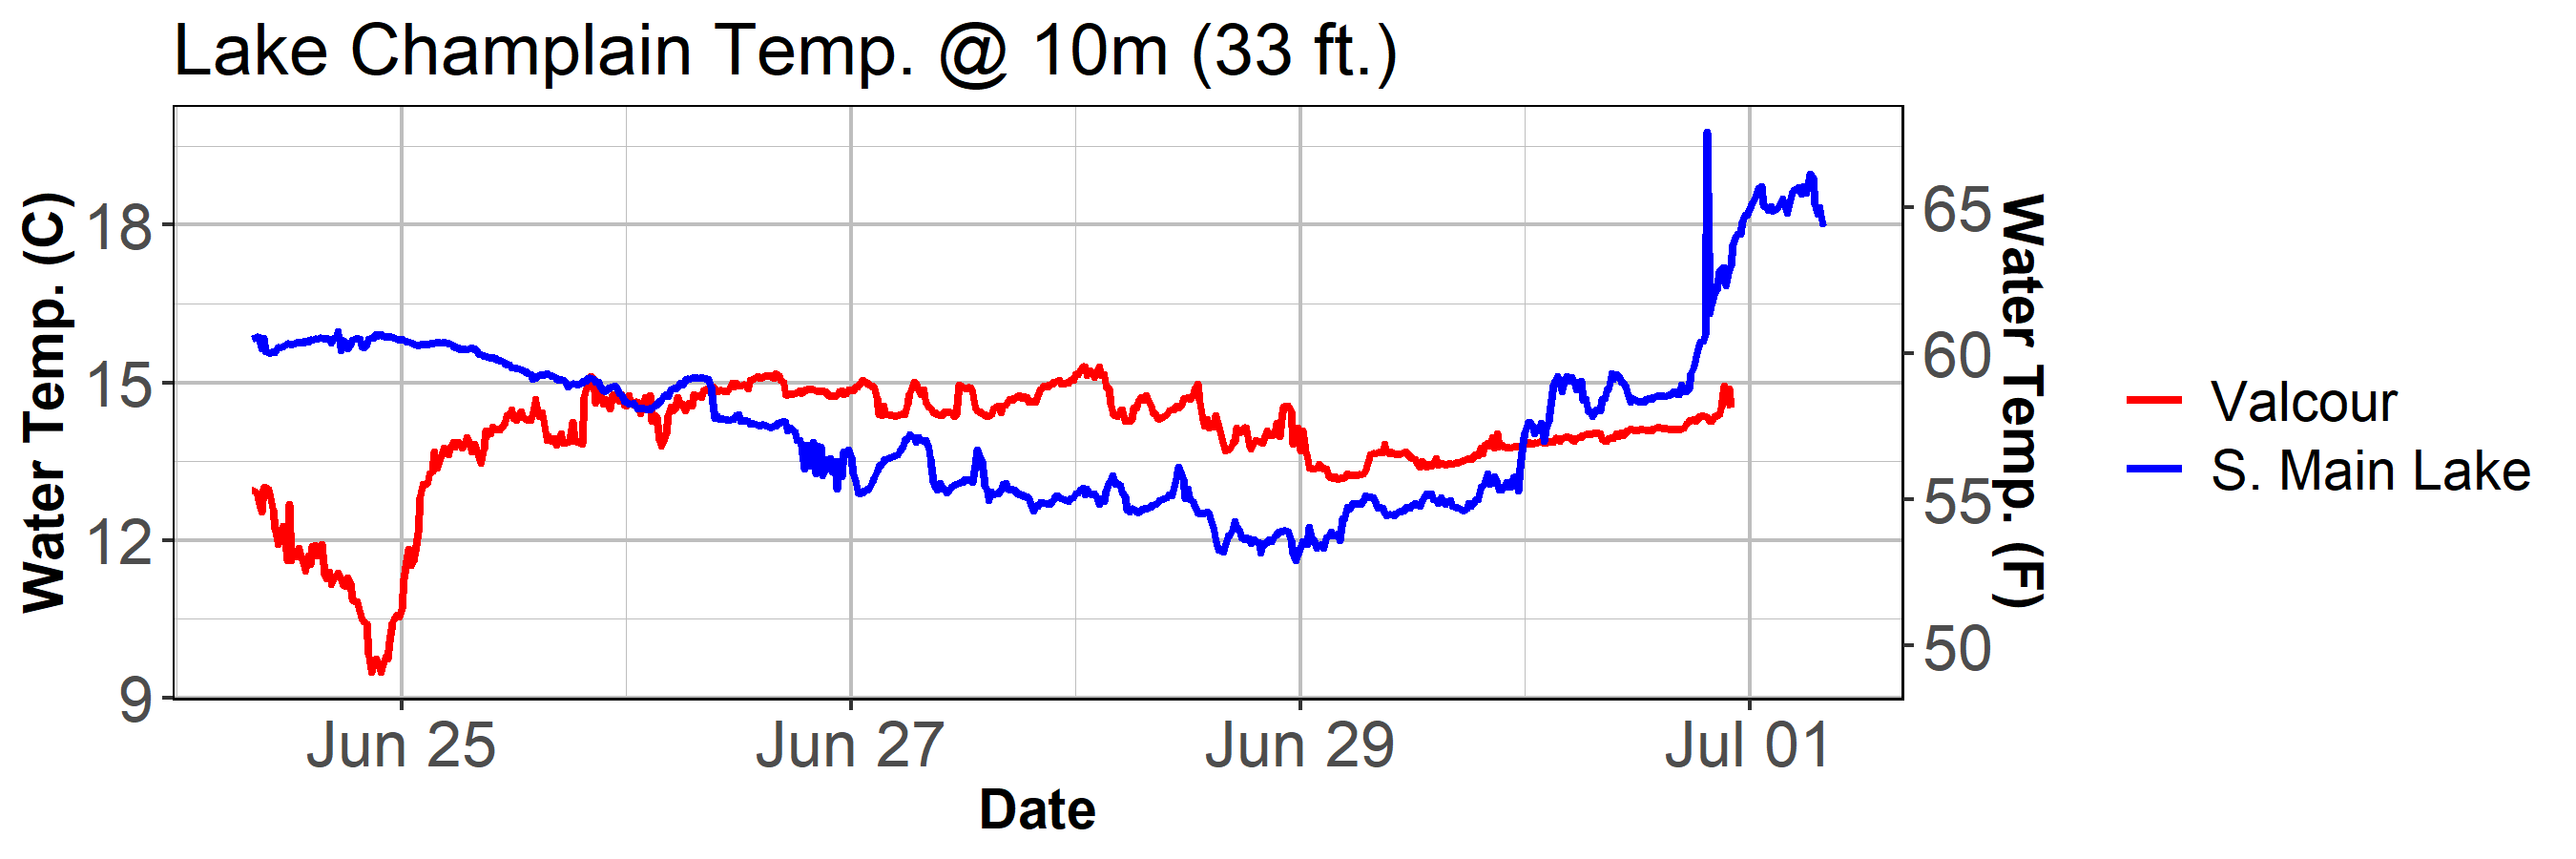 Lake Champlain Temp. @ 10m (33 ft.)
Water Temp. (C)
18
15
12
9
65
60
55
50
Water Temp. (F)
Jun 25
Jun 27
Jun 29
Jul 01
Date
Valcour
S. Main Lake